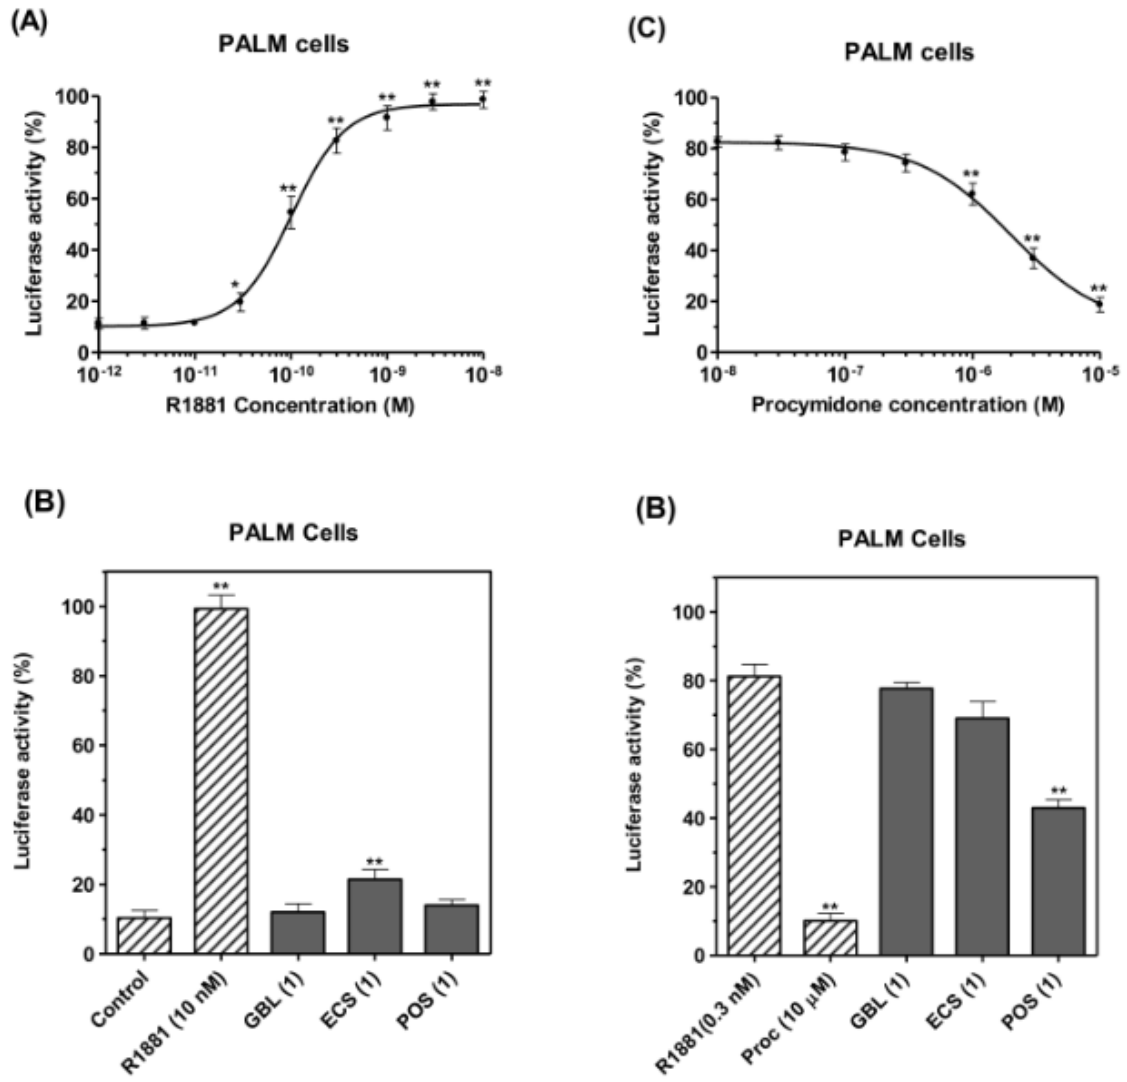 (A)
PALM cells
Luciferase activity (%)
100
80
60
40
20
0
*
**
**
**
**
**
10-12
10-11
10-10
10-9
10-8
R1881 Concentration (M)
(C)
PALM cells
Luciferase activity (%)
100
80
60
40
20
0
**
**
**
10-8
10-7
10-6
10-5
Procymidone concentration (M)
(B)
PALM Cells
Luciferase activity (%)
100
80
60
40
20
0
**
**
Control
R1881 (10 nM)
GBL (1)
ECS (1)
POS (1)
(B)
PALM Cells
Luciferase activity (%)
100
80
60
40
20
0
**
**
R1881(0.3 nM)
Proc (10 µM)
GBL (1)
ECS (1)
POS (1)